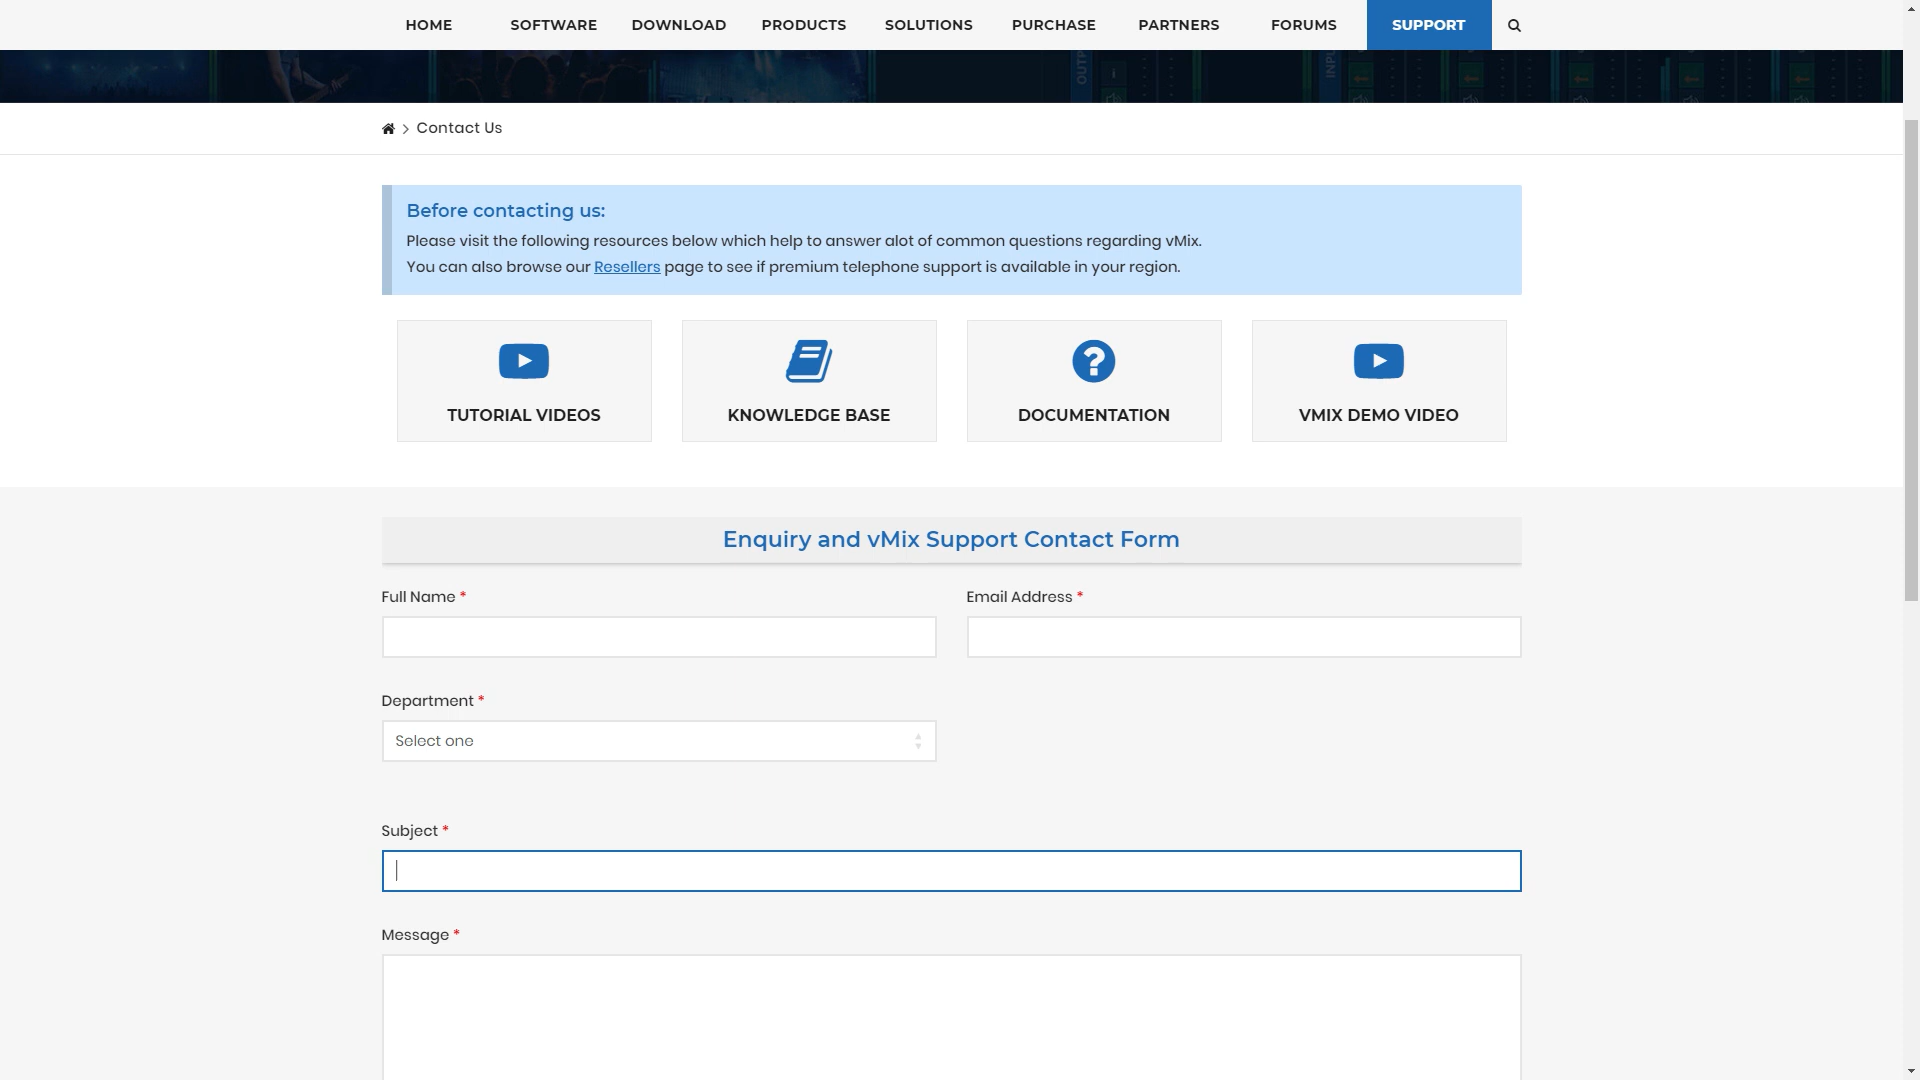 HOME SOFTWARE DOWNLOAD PRODUCTS SOLUTIONS PURCHASE PARTNERS FORUMS SUPPORT
OUTP
INPU
Contact Us
Before contacting us:
Please visit the following resources below which help to answer alot of common questions regarding vMix.
You can also browse our Resellers page to see if premium telephone support is available in your region.
TUTORIAL VIDEOS KNOWLEDGE BASE DOCUMENTATION VMIX DEMO VIDEO
Enquiry and vMix Support Contact Form
Full Name * Email Address *
Department *
Select one
Subject *
Message *